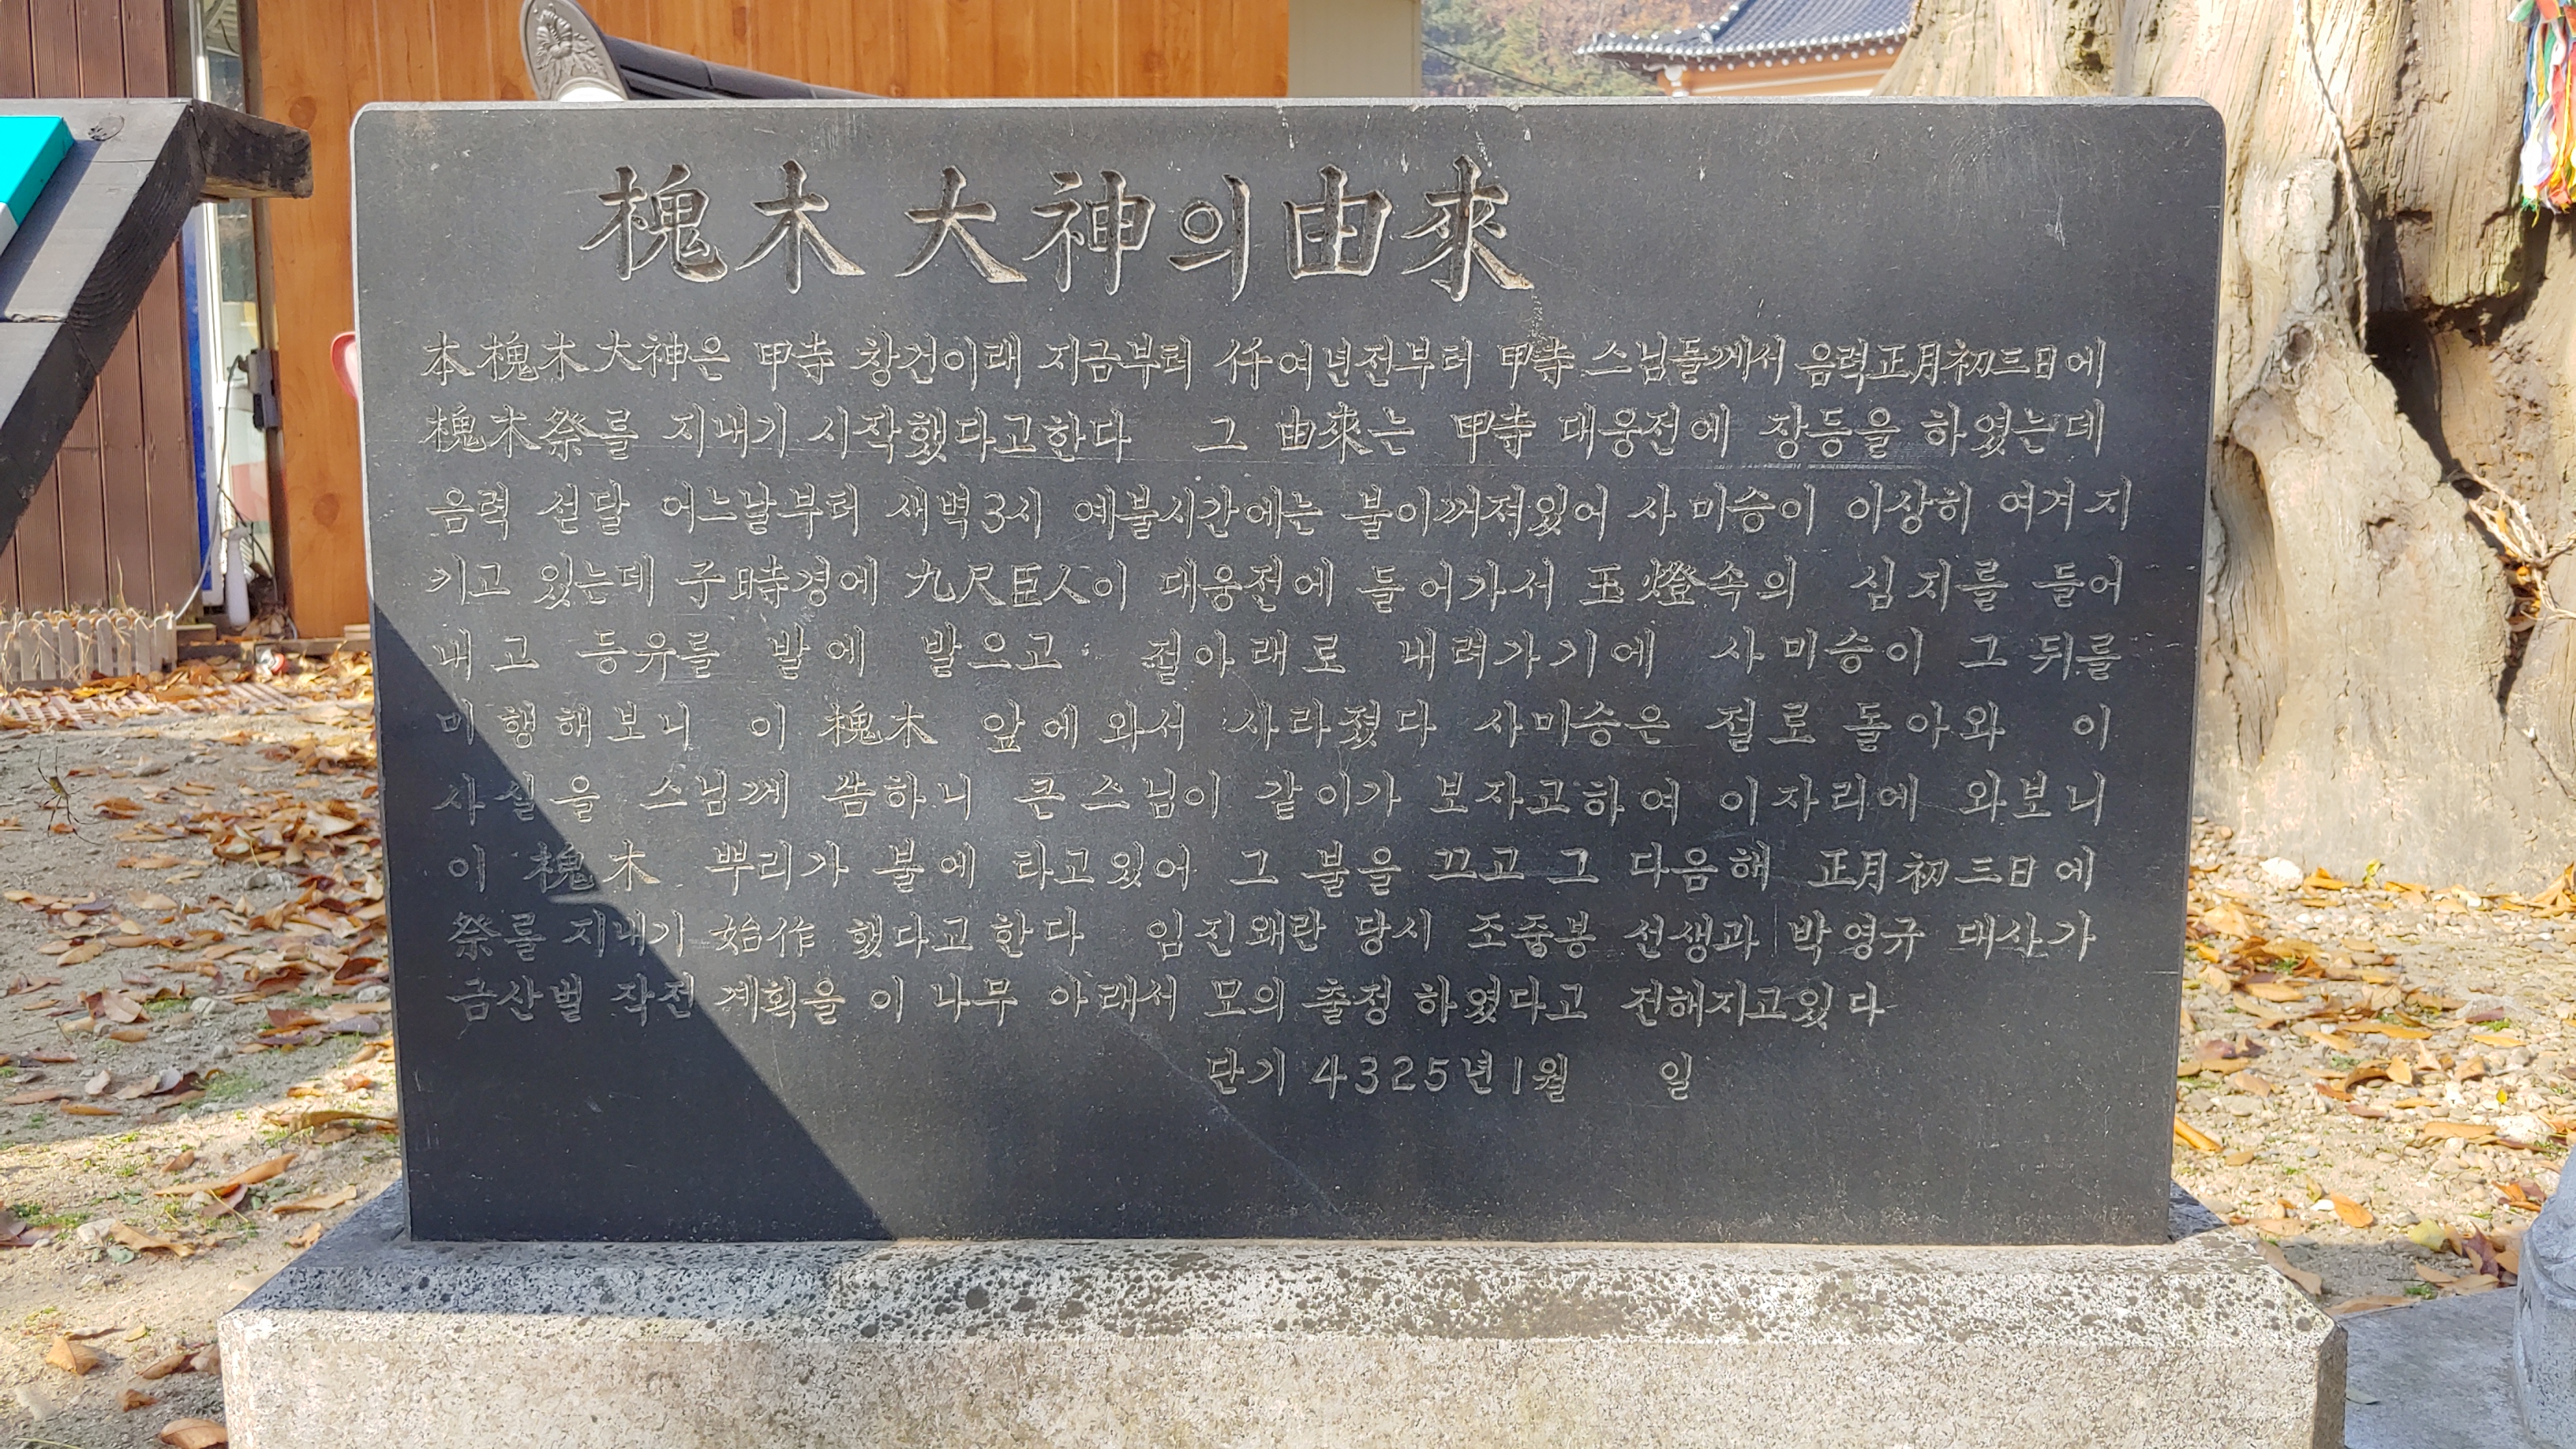 槐木 大神의 由來
本槐木大神은 甲寺 창건이래 지금부터 仟여년전부터 甲寺 스님들께서 음력正月初三日에
槐木祭를 지내기 시작했다고한다 그 由來는 甲寺 대웅전에 장등을 하였는데
음력 섣달 어느날부터 새벽3시 예불시간에는 불이꺼져있어 사미승이 이상히 여겨 지
키고 있는데 子時경에 九尺巨人이 대웅전에 들어가서 玉燈속의 심지를 들어
내고 등유를 발에 발으고 절아래로 내려가기에 사미승이 그 뒤를
미행해보니 이 槐木 앞에 와서 사라졌다 사미승은 절로 돌아와 이
사실을 스님께 告하니 큰스님이 같이가 보자고하여 이자리에 와보니
이 槐木 뿌리가 불에 타고있어 그 불을 끄고 그 다음해 正月初三日에
祭를 지내기 始作 했다고한다 임진왜란 당시 조중봉 선생과 박영규 대사가
금산벌 작전 계획을 이 나무 아래서 모의 출정 하였다고 전해지고있다
단기 4325년1월 일